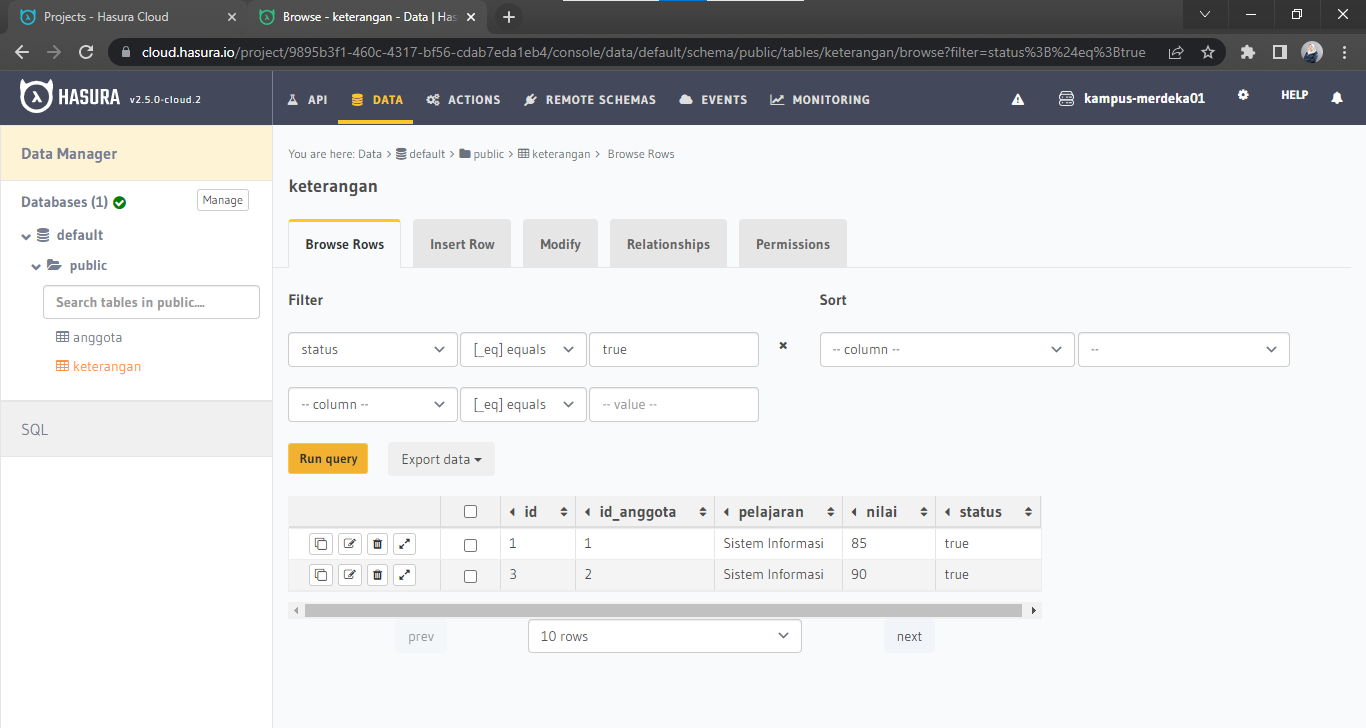 Projects - Hasura Cloud
Browse - keterangan - Data | Has
cloud.hasura.io/project/9895b3f1-460c-4317-bf56-cdab7eda1eb4/console/data/default/schema/public/tables/keterangan/browse?filter=status%3B%24eq%3Btrue
HASURA v2.5.0-cloud.2
API DATA ACTIONS REMOTE SCHEMAS EVENTS MONITORING kampus-merdeka01 HELP
Data Manager
Databases (1) Manage
default
public
Search tables in public....
anggota
keterangan
SQL
You are here: Data > default > public > keterangan > Browse Rows
keterangan
Browse Rows Insert Row Modify Relationships Permissions
Filter Sort
status [_eq] equals true -- column -- --
-- column -- [_eq] equals -- value --
Run query Export data
id id_anggota pelajaran nilai status
1 1 Sistem Informasi 85 true
3 2 Sistem Informasi 90 true
prev 10 rows next